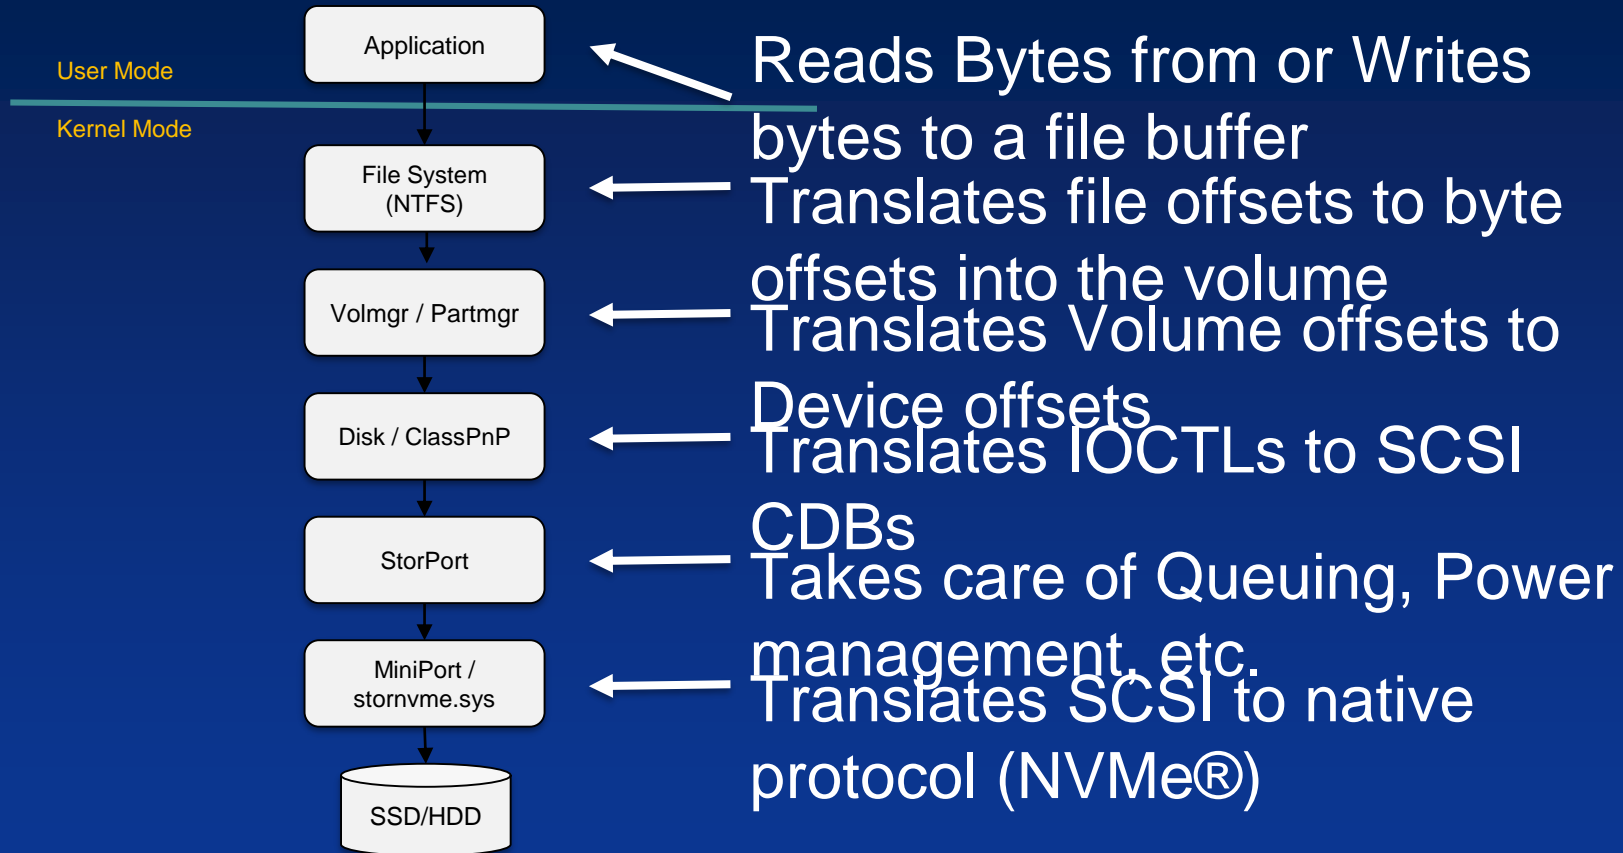 Application
Reads Bytes from or Writes
bytes to a file buffer
User Mode
Kernel Mode
File System
(NTFS)
Translates file offsets to byte
offsets into the volume
Volmgr / Partmgr
Translates Volume offsets to
Device offsets
Disk / ClassPnP
Translates IOCTLs to SCSI
CDBs
StorPort
Takes care of Queuing, Power
management, etc.
MiniPort /
stornvme.sys
Translates SCSI to native
protocol (NVMe®)
SSD/HDD